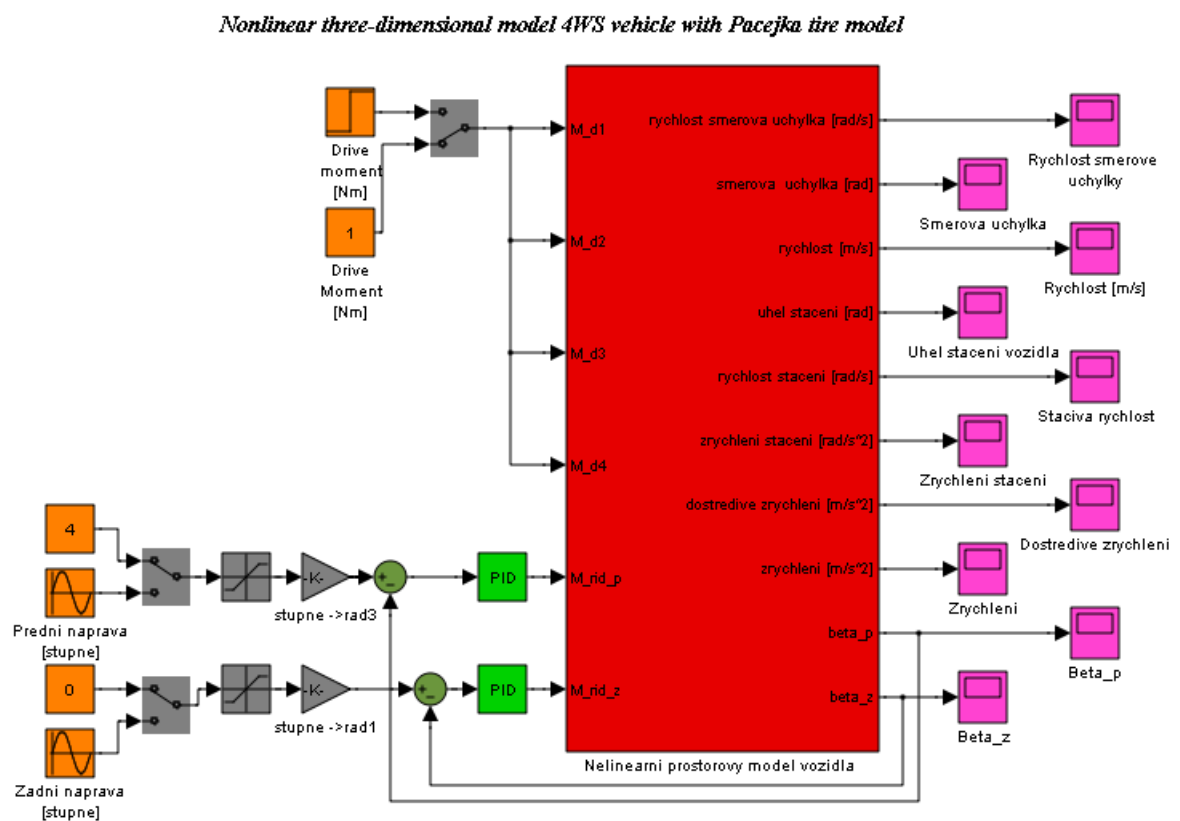 Nonlinear three-dimensional model 4WS vehicle with Pacejka tire model
Drive
moment
[Nm]
1
Drive
Moment
[Nm]
M_d1
M_d2
M_d3
M_d4
M_rid_p
M_rid_z
rychlost smerova uchylka [rad/s]
smerova uchylka [rad]
rychlost [m/s]
uhel staceni [rad]
rychlost staceni [rad/s]
zrychleni staceni [rad/s^2]
dostredive zrychleni [m/s^2]
zrychleni [m/s^2]
beta_p
beta_z
Nelinearni prostorovy model vozidla
Rychlost smerove
uchylky
Smerova uchylka
Rychlost [m/s]
Uhel staceni vozidla
Staciva rychlost
Zrychleni staceni
Dostredive zrychleni
Zrychleni
Beta_p
Beta_z
4
Predni naprava
[stupne]
-K-
stupne ->rad3
+
−
PID
0
Zadni naprava
[stupne]
-K-
stupne ->rad1
+
−
PID